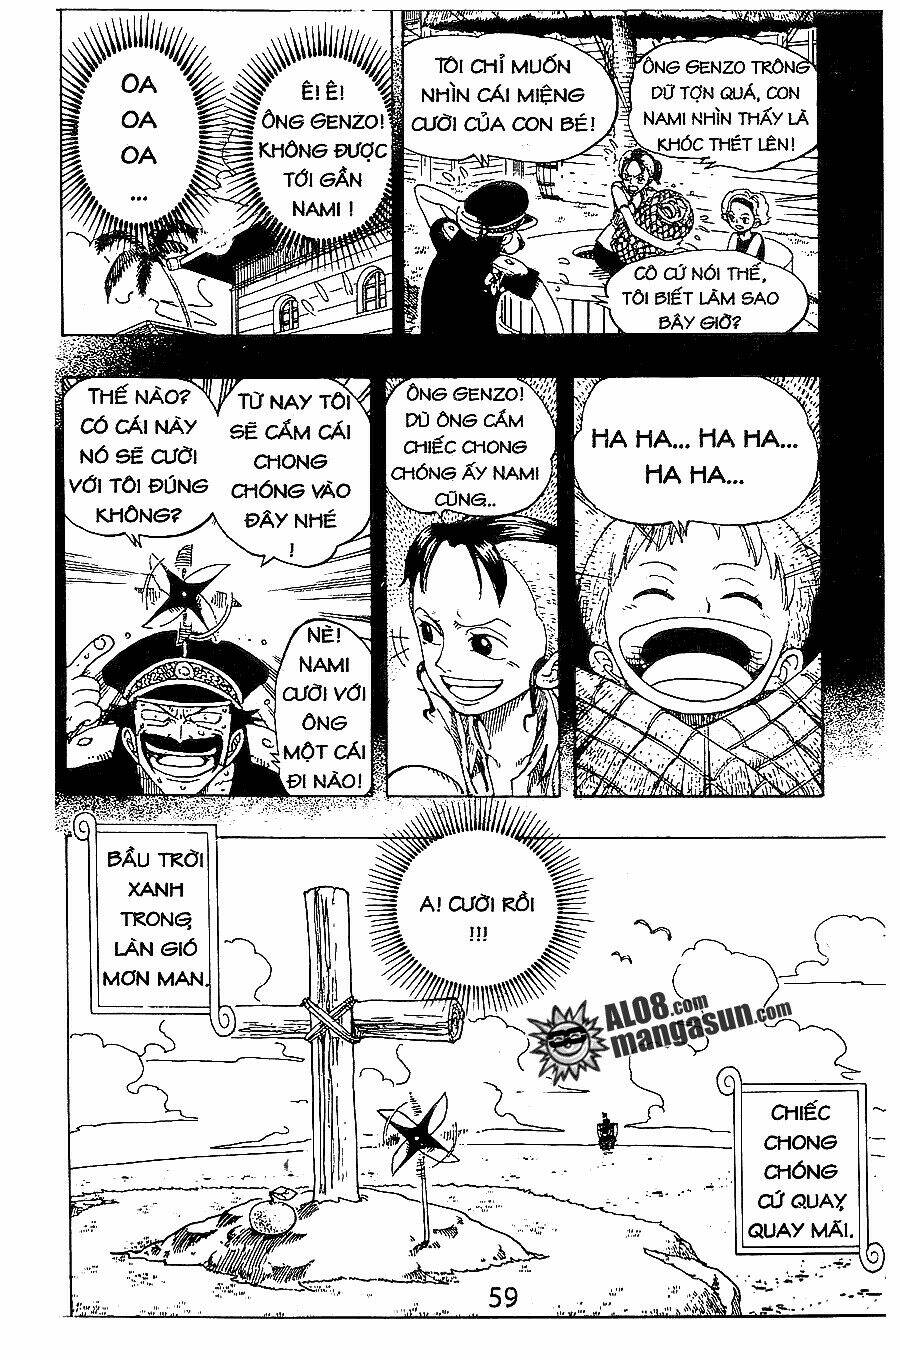 OA
OA
OA
...
Ê! Ê!
ÔNG GENZO!
KHÔNG ĐƯỢC
TỚI GẦN
NAMI !
TÔI CHỈ MUỐN
NHÌN CÁI MIỆNG
CƯỜI CỦA CON BÉ!
ÔNG GENZO TRÔNG
DỮ TỢN QUÁ, CON
NAMI NHÌN THẤY LÀ
KHÓC THÉT LÊN!
CÔ CỨ NÓI THẾ,
TÔI BIẾT LÀM SAO
BÂY GIỜ?
THẾ NÀO?
CÓ CÁI NÀY
NÓ SẼ CƯỜI
VỚI TÔI ĐÚNG
KHÔNG?
TỪ NAY TÔI
SẼ CẮM CÁI
CHONG
CHÓNG VÀO
ĐÂY NHÉ
!
NÈ!
NAMI
CƯỜI VỚI
ÔNG
MỘT CÁI
ĐI NÀO!
ÔNG GENZO!
DÙ ÔNG CẮM
CHIẾC CHONG
CHÓNG ẤY NAMI
CŨNG...
HA HA... HA HA...
HA HA...
BẦU TRỜI
XANH
TRONG,
LÀN GIÓ
MƠN MAN.
A! CƯỜI RỒI
!!!
ALO8.com
mangasun.com
CHIẾC
CHONG
CHÓNG
CỨ QUAY,
QUAY MÃI.
59